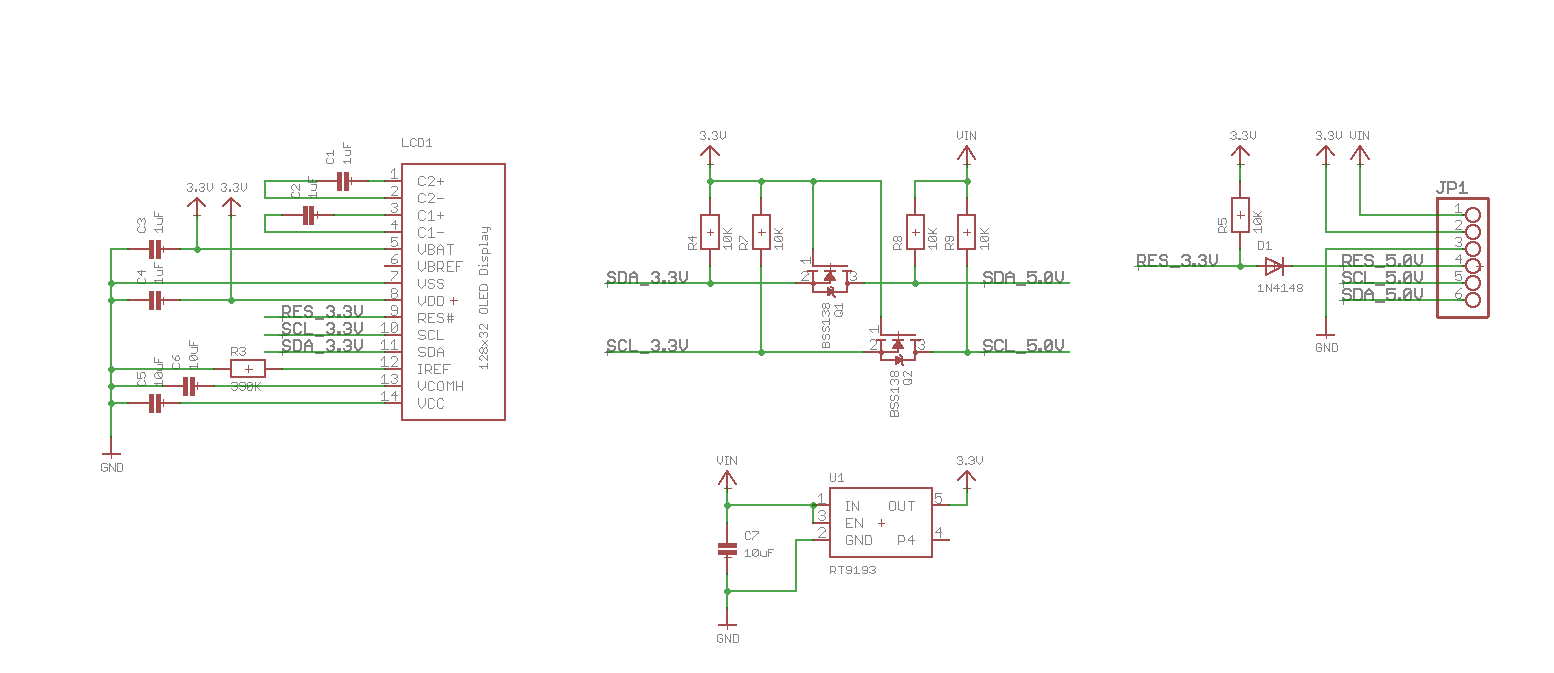 LCD1
C1
1uF
C2
1uF
3.3V 3.3V
C3
1uF
C4
1uF
1 C2+
2 C2-
3 C1+
4 C1-
5 VBAT
6 VBREF
7 VSS
8 VDD
RES_3.3V 9 RES#
SCL_3.3V 10 SCL
SDA_3.3V 11 SDA
12 IREF
13 VCOMH
14 VCC
128x32 OLED Display
R3
390K
C6
10uF
C5
10uF
GND
3.3V
VIN
R4
10K
R7
10K
R8
10K
R9
10K
SDA_3.3V
1
2
3
SDA_5.0V
BSS138
Q1
SCL_3.3V
1
2
3
SCL_5.0V
BSS138
Q2
VIN
3.3V
U1
1 IN OUT 5
3 EN
2 GND P4 4
RT9193
C7
10uF
GND
3.3V
3.3V VIN
R5
10K
RES_3.3V
D1
1N4148
JP1
1
2
3
RES_5.0V 4
SCL_5.0V 5
SDA_5.0V 6
GND